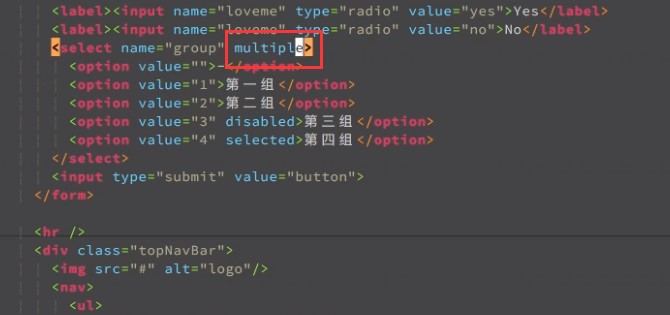 <label><input name="loveme" type="radio" value="yes">Yes</label>
<label><input name="loveme" type="radio" value="no">No</label>
<select name="group" multiple>
<option value="">-</option>
<option value="1">第一组</option>
<option value="2">第二组</option>
<option value="3" disabled>第三组</option>
<option value="4" selected>第四组</option>
</select>
<input type="submit" value="button">
</form>
<hr />
<div class="topNavBar">
<img src="#" alt="logo"/>
<nav>
<ul>